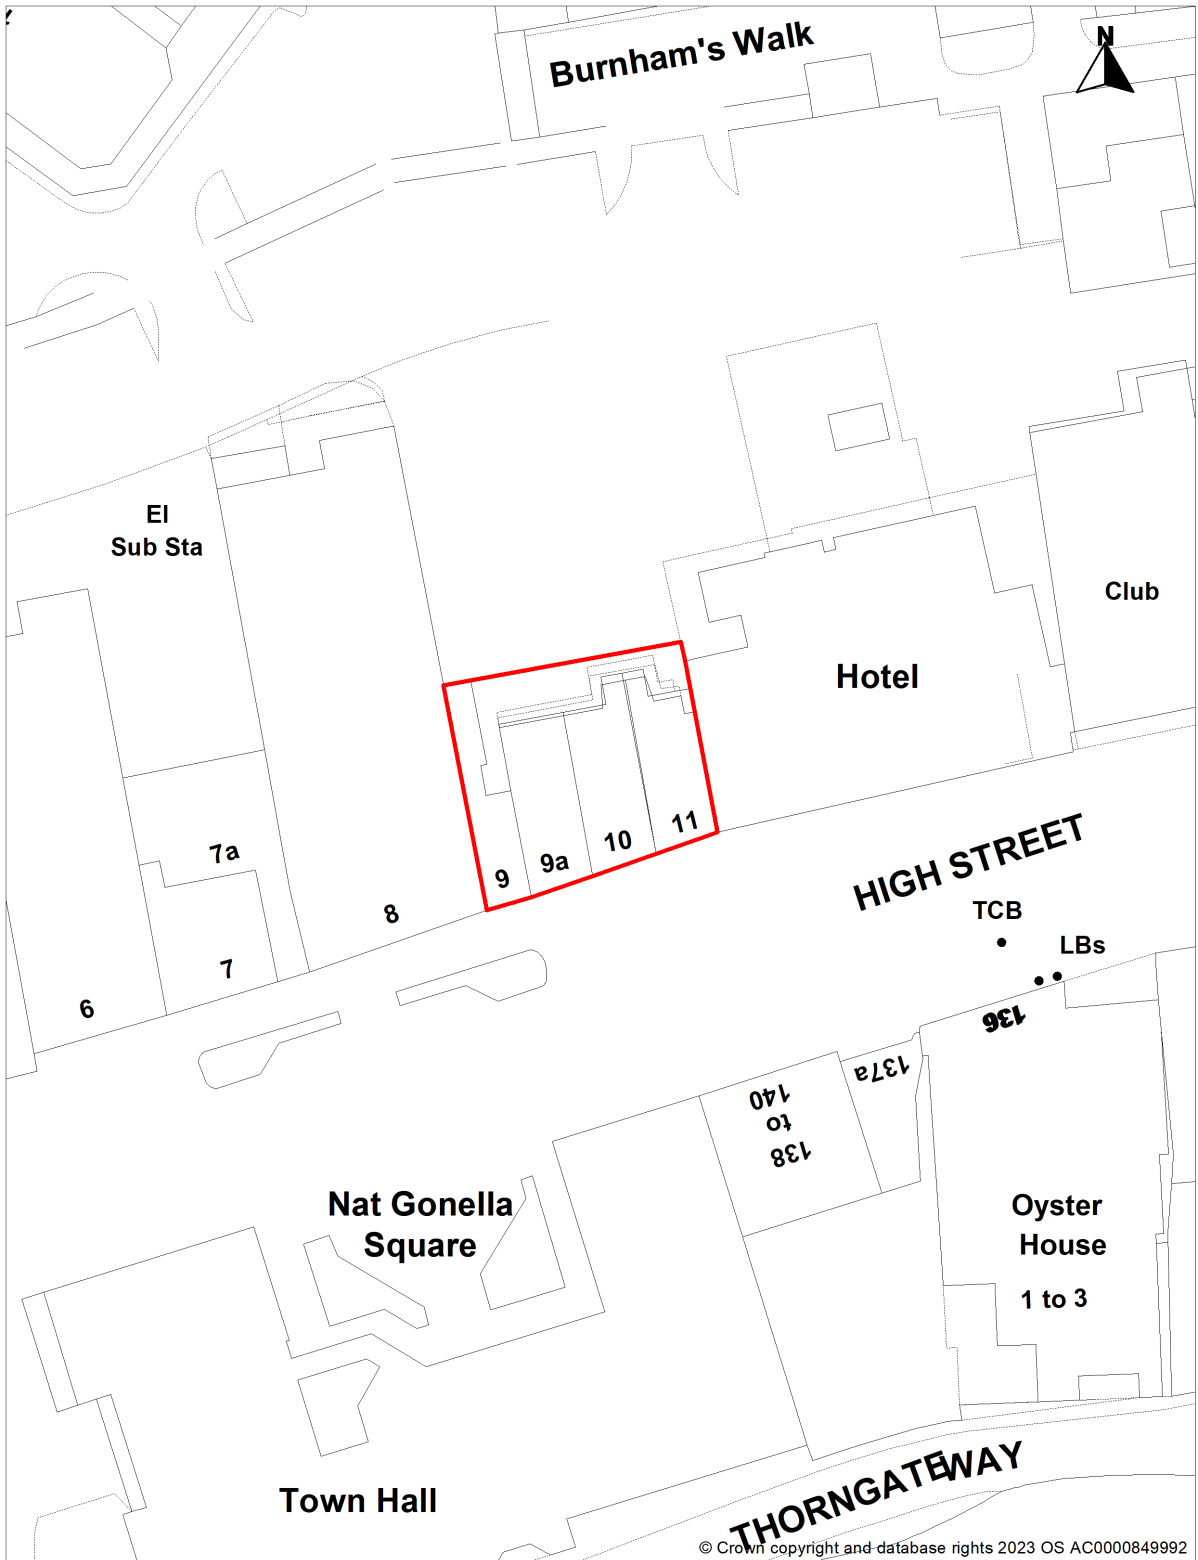 Burnham's Walk
N
El
Sub Sta
Club
Hotel
7a
11
10
9a
9
8
7
6
HIGH STREET
TCB
LBs
136
137a
140
to
138
Nat Gonella
Square
Oyster
House
1 to 3
Town Hall
THORNGATE WAY
© Crown copyright and database rights 2023 OS AC0000849992